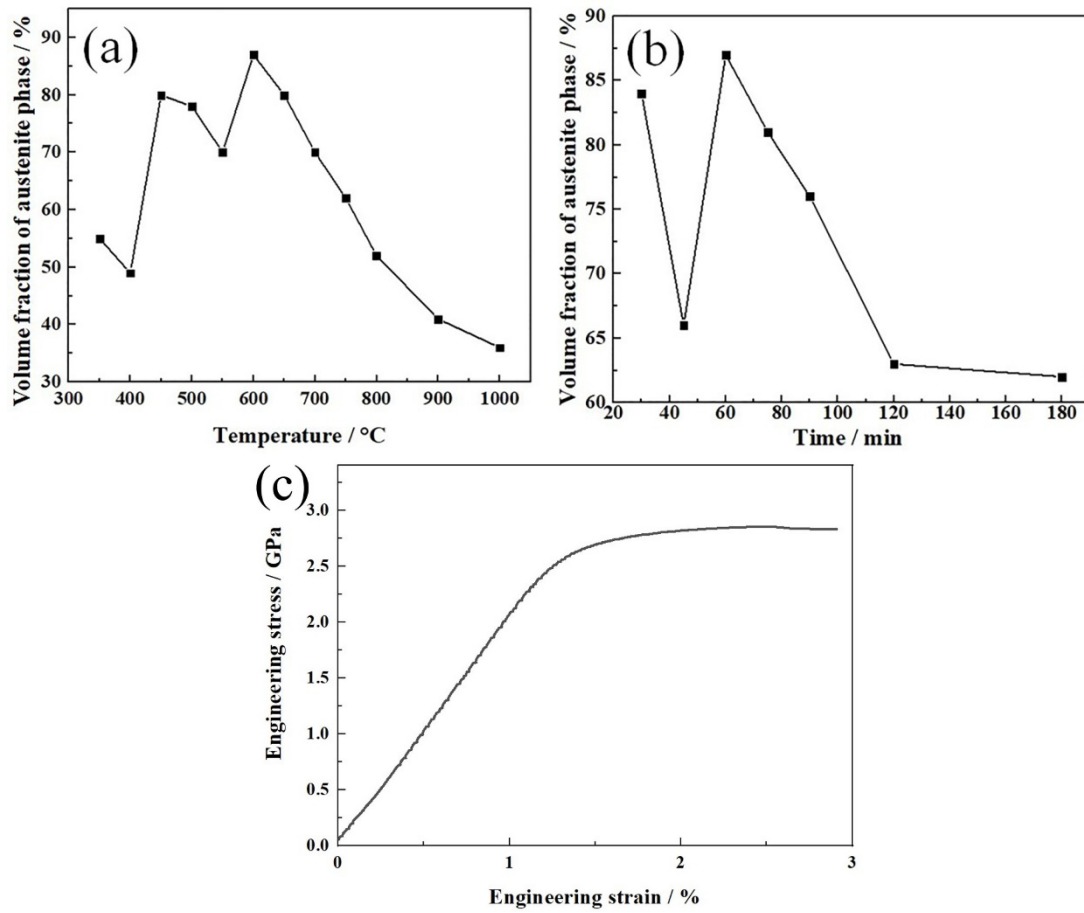 (a)
Volume fraction of austenite phase / %
90
80
70
60
50
40
30
300 400 500 600 700 800 900 1000
Temperature / °C
(b)
Volume fraction of austenite phase / %
90
85
80
75
70
65
60
20 40 60 80 100 120 140 160 180
Time / min
(c)
Engineering stress / GPa
3.0
2.5
2.0
1.5
1.0
0.5
0.0
0 1 2 3
Engineering strain / %